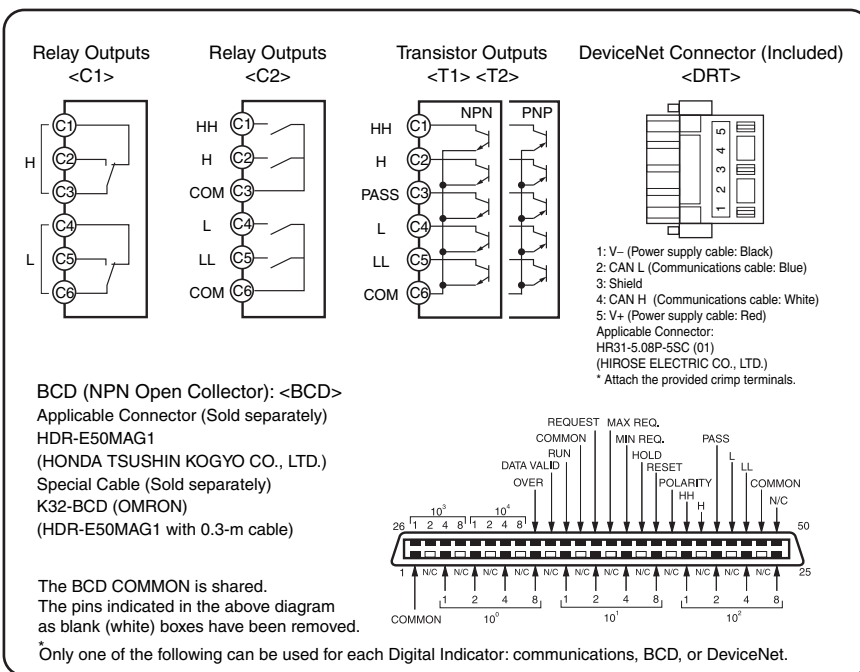 Relay Outputs
<C1>
H
L
C1
C2
C3
C4
C5
C6
Relay Outputs
<C2>
HH C1
H C2
COM C3
L C4
LL C5
COM C6
Transistor Outputs
<T1> <T2>
NPN PNP
HH C1
H C2
PASS C3
L C4
LL C5
COM C6
DeviceNet Connector (Included)
<DRT>
1 2 3 4 5
1: V– (Power supply cable: Black)
2: CAN L (Communications cable: Blue)
3: Shield
4: CAN H (Communications cable: White)
5: V+ (Power supply cable: Red)
Applicable Connector:
HR31-5.08P-5SC (01)
(HIROSE ELECTRIC CO., LTD.)
* Attach the provided crimp terminals.
BCD (NPN Open Collector): <BCD>
Applicable Connector (Sold separately)
HDR-E50MAG1
(HONDA TSUSHIN KOGYO CO., LTD.)
Special Cable (Sold separately)
K32-BCD (OMRON)
(HDR-E50MAG1 with 0.3-m cable)
The BCD COMMON is shared.
The pins indicated in the above diagram
as blank (white) boxes have been removed.
REQUEST MAX REQ.
COMMON MIN REQ. PASS
RUN HOLD L
DATA VALID RESET LL
OVER POLARITY COMMON
HH N/C
H
10³ 10⁴
26 1 2 4 8 1 2 4 8 50
1 N/C N/C N/C N/C N/C N/C N/C N/C N/C N/C N/C N/C 25
1 2 4 8 1 2 4 8 1 2 4 8
COMMON 10⁰ 10¹ 10²
*Only one of the following can be used for each Digital Indicator: communications, BCD, or DeviceNet.